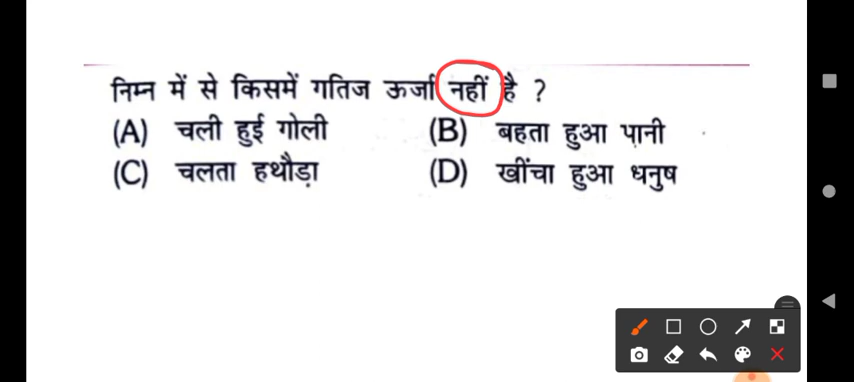 निम्न में से किसमें गतिज ऊर्जा नहीं है ?
(A) चली हुई गोली (B) बहता हुआ पानी
(C) चलता हथौड़ा (D) खींचा हुआ धनुष